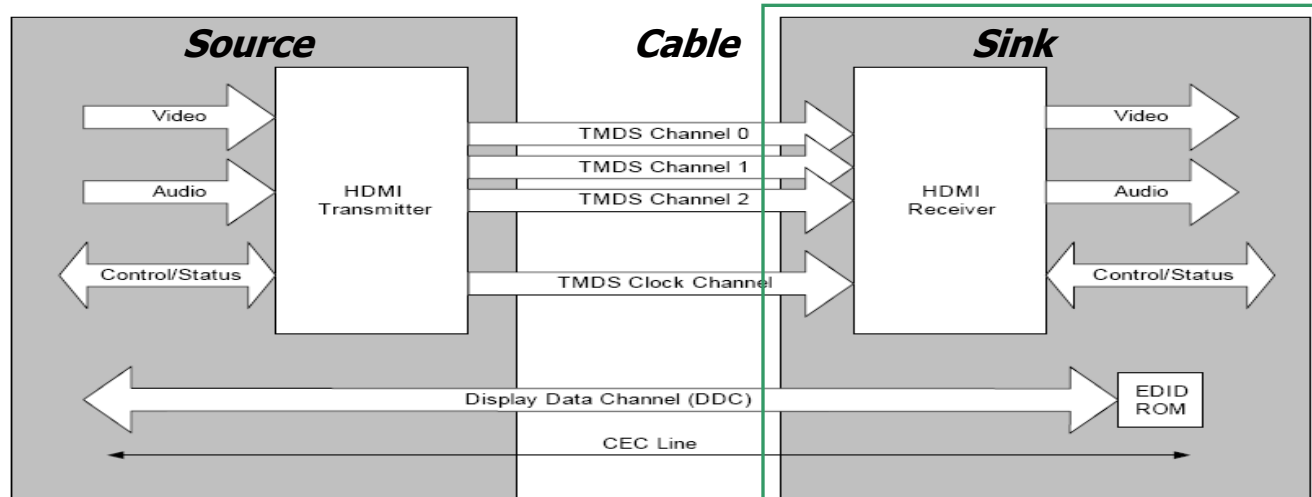 Source
Cable
Sink
Video
TMDS Channel 0
Video
TMDS Channel 1
Audio
HDMI
Transmitter
TMDS Channel 2
HDMI
Receiver
Audio
Control/Status
TMDS Clock Channel
Control/Status
Display Data Channel (DDC)
EDID
ROM
CEC Line